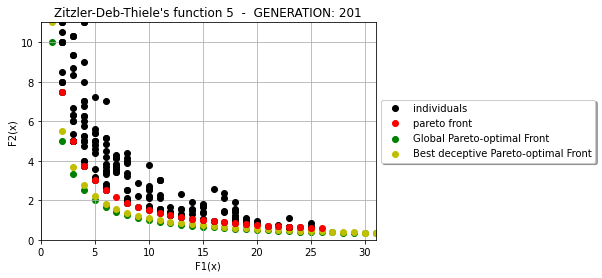 Zitzler-Deb-Thiele's function 5 - GENERATION: 201
10
8
6
4
2
0
F2(x)
0 5 10 15 20 25 30
F1(x)
individuals
pareto front
Global Pareto-optimal Front
Best deceptive Pareto-optimal Front